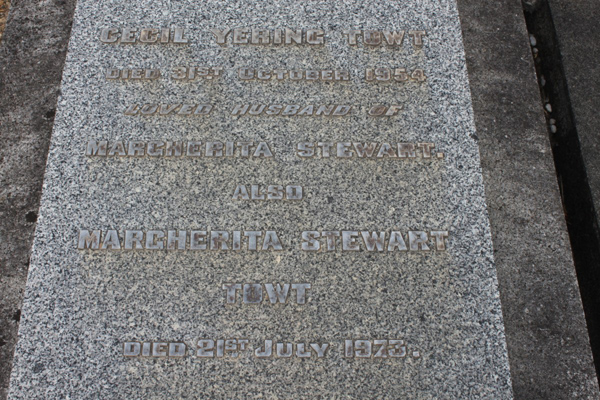 CECIL YERING TOWT
DIED 31ST OCTOBER 1954
LOVED HUSBAND OF
MARGHERITA STEWART.
ALSO
MARGHERITA STEWART
TOWT.
DIED 21ST JULY 1973.